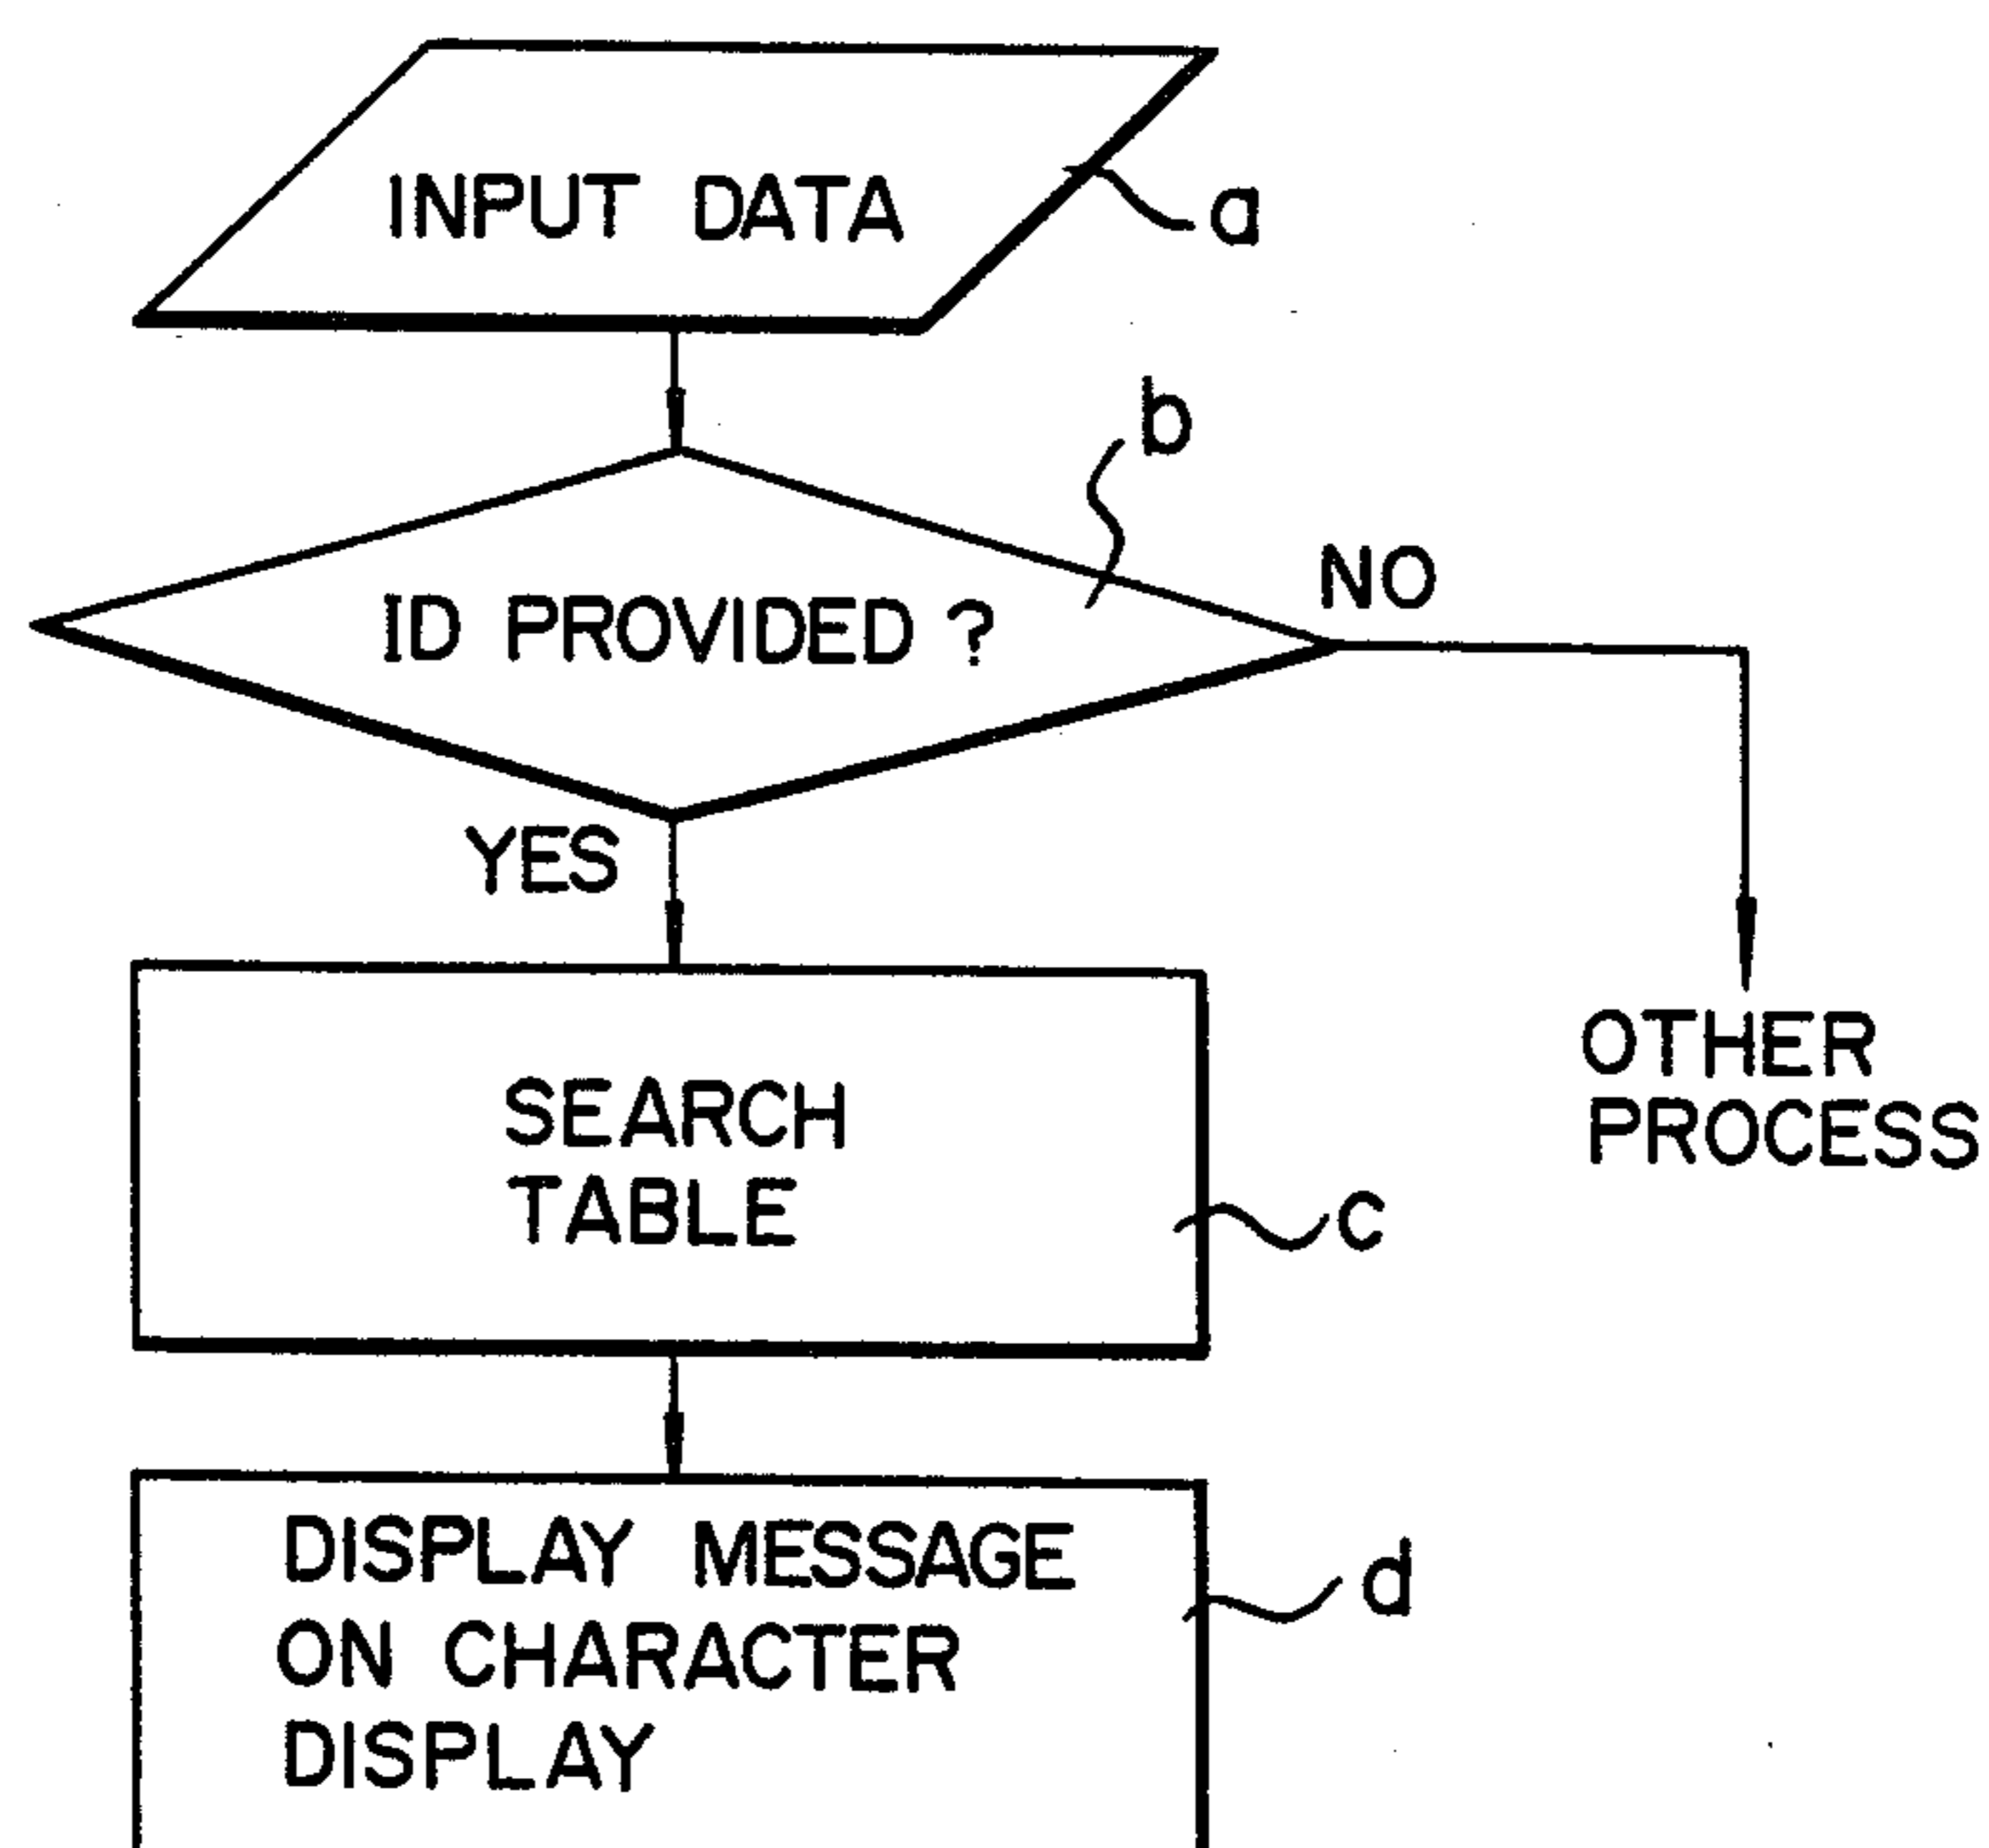 INPUT DATA
a
b
ID PROVIDED ?
NO
YES
SEARCH
TABLE
c
OTHER
PROCESS
DISPLAY MESSAGE
ON CHARACTER
DISPLAY
d